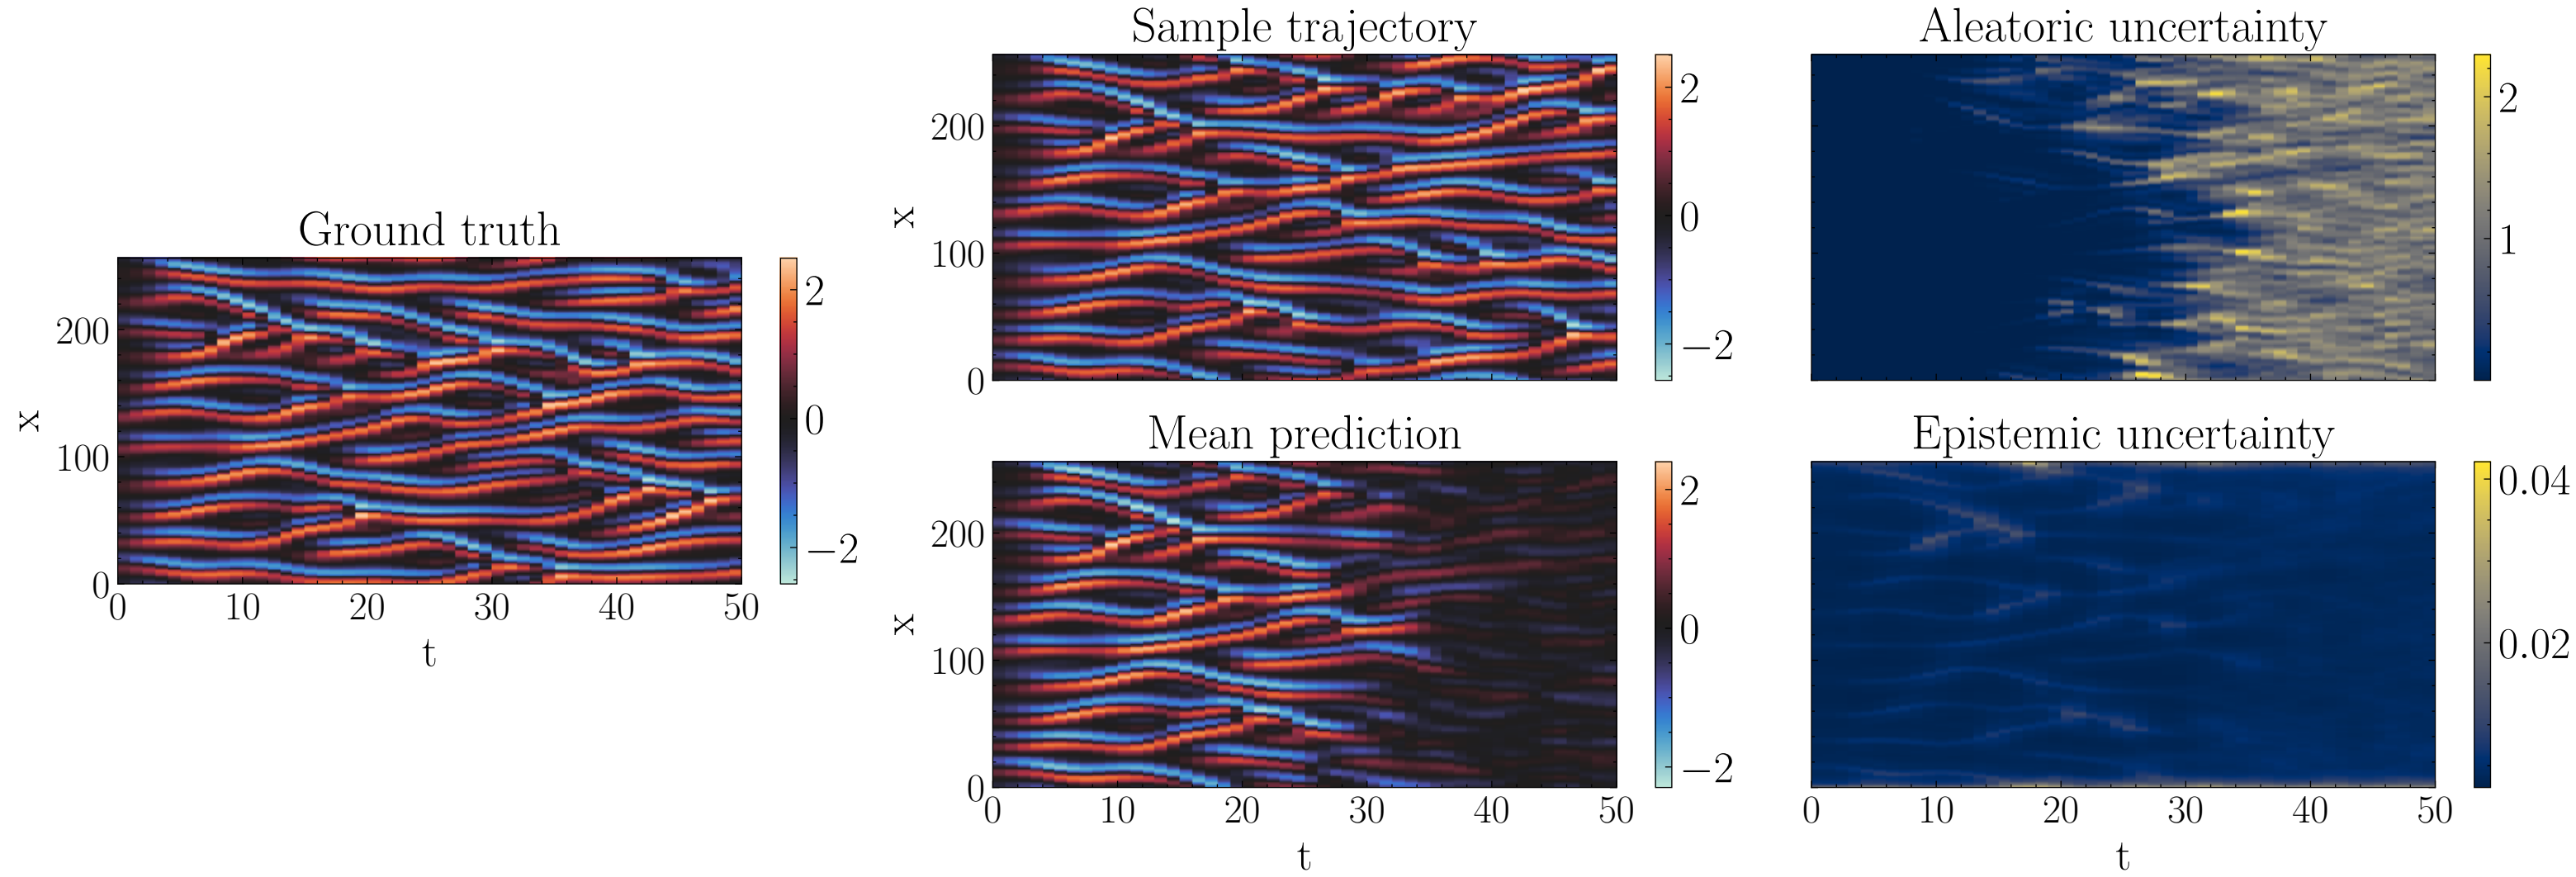 Ground truth
x
200
100
0
0 10 20 30 40 50
t
2
0
−2
Sample trajectory
x
200
100
0
2
0
−2
Aleatoric uncertainty
2
1
Mean prediction
x
200
100
0
0 10 20 30 40 50
t
2
0
−2
Epistemic uncertainty
0 10 20 30 40 50
t
0.04
0.02